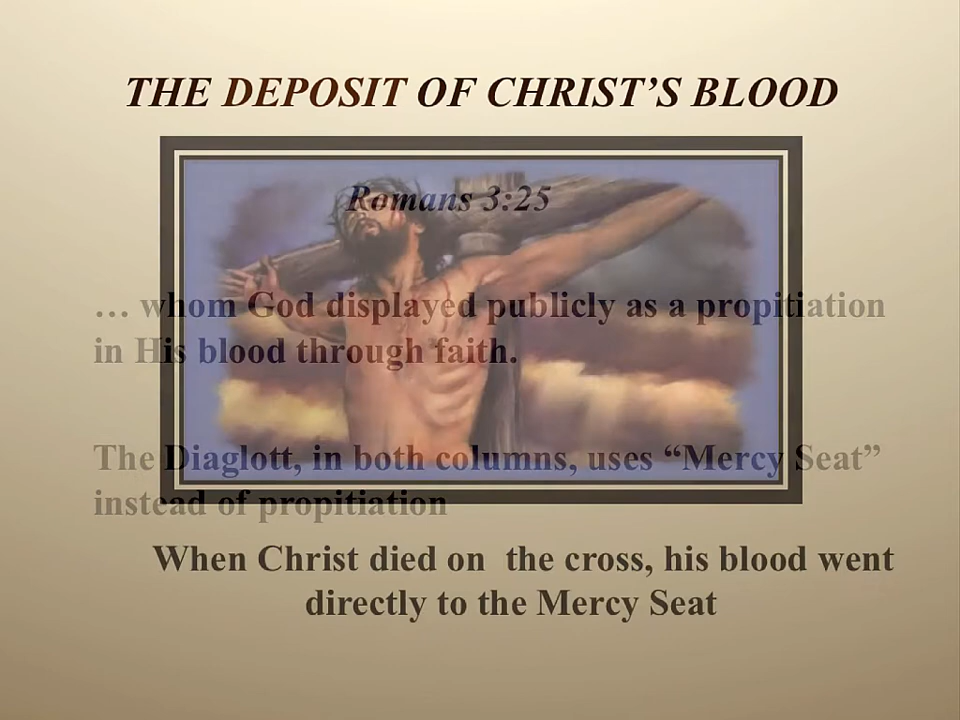 THE DEPOSIT OF CHRIST’S BLOOD
Romans 3:25
… whom God displayed publicly as a propitiation
in His blood through faith.
The Diaglott, in both columns, uses “Mercy Seat”
instead of propitiation
When Christ died on  the cross, his blood went
directly to the Mercy Seat